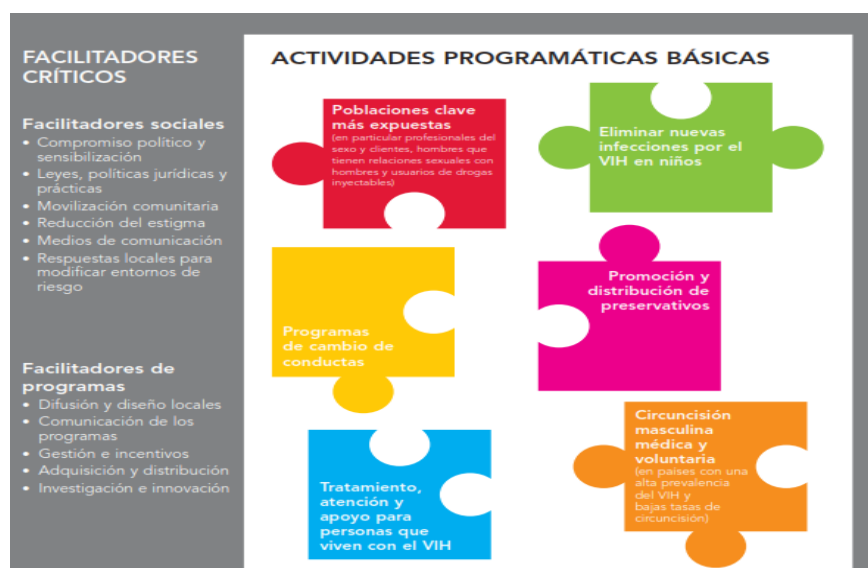 FACILITADORES
CRÍTICOS
Facilitadores sociales
• Compromiso político y
sensibilización
• Leyes, políticas jurídicas y
prácticas
• Movilización comunitaria
• Reducción del estigma
• Medios de comunicación
• Respuestas locales para
modificar entornos de
riesgo
Facilitadores de
programas
• Difusión y diseño locales
• Comunicación de los
programas
• Gestión e incentivos
• Adquisición y distribución
• Investigación e innovación
ACTIVIDADES PROGRAMÁTICAS BÁSICAS
Poblaciones clave
más expuestas
(en particular profesionales del
sexo y clientes, hombres que
tienen relaciones sexuales con
hombres y usuarios de drogas
inyectables)
Eliminar nuevas
infecciones por el
VIH en niños
Programas
de cambio de
conductas
Promoción y
distribución de
preservativos
Tratamiento,
atención y
apoyo para
personas que
viven con el VIH
Circuncisión
masculina
médica y
voluntaria
(en países con una
alta prevalencia
del VIH y
bajas tasas de
circuncisión)